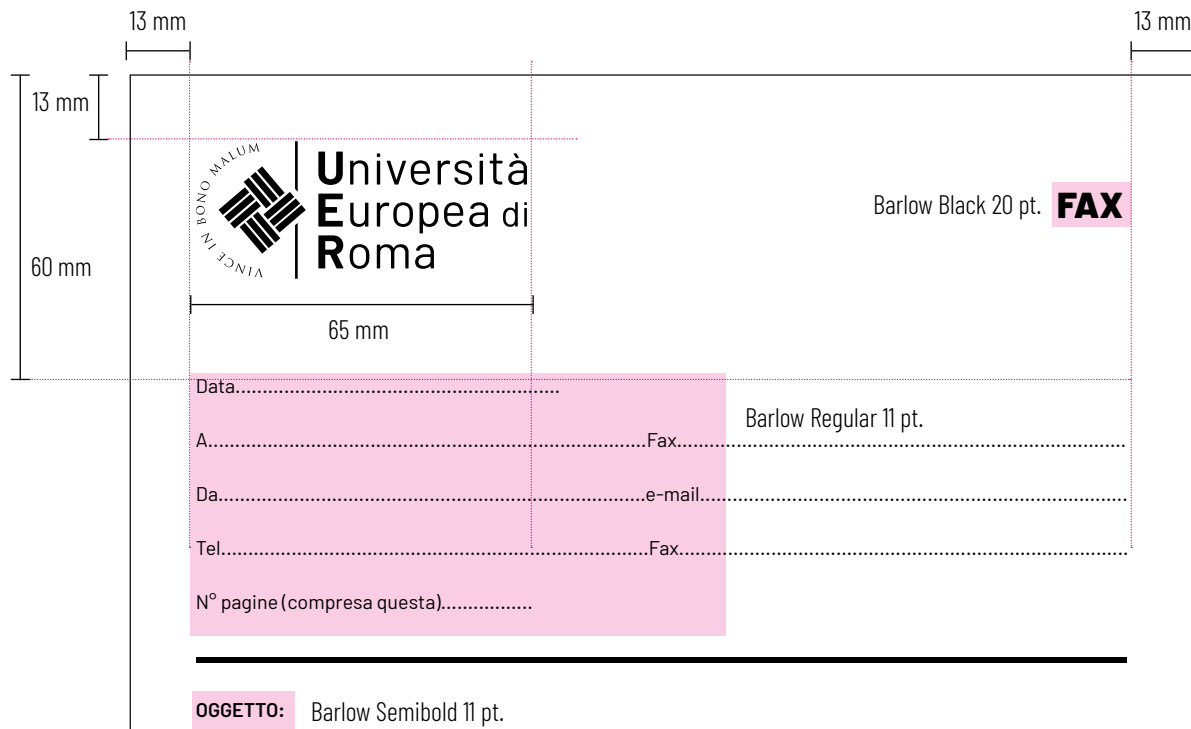 13 mm
13 mm
13 mm
60 mm
VINCE IN BONO MALUM
Università
Europea di
Roma
Barlow Black 20 pt. FAX
65 mm
Data............................................................
Barlow Regular 11 pt.
A.................................................................................Fax...................................................................................
Da...............................................................................e-mail...............................................................................
Tel...............................................................................Fax...................................................................................
N° pagine (compresa questa).................
OGGETTO: Barlow Semibold 11 pt.